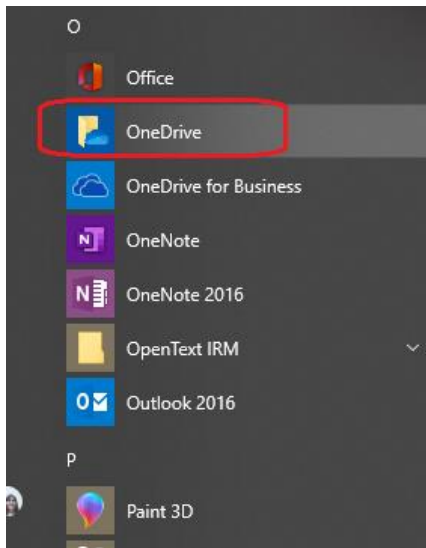 O
Office
OneDrive
OneDrive for Business
OneNote
OneNote 2016
OpenText IRM
Outlook 2016
P
Paint 3D